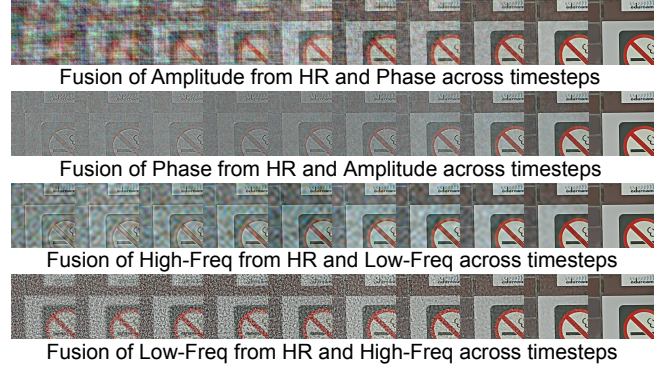 Fusion of Amplitude from HR and Phase across timesteps
Fusion of Phase from HR and Amplitude across timesteps
Fusion of High-Freq from HR and Low-Freq across timesteps
Fusion of Low-Freq from HR and High-Freq across timesteps